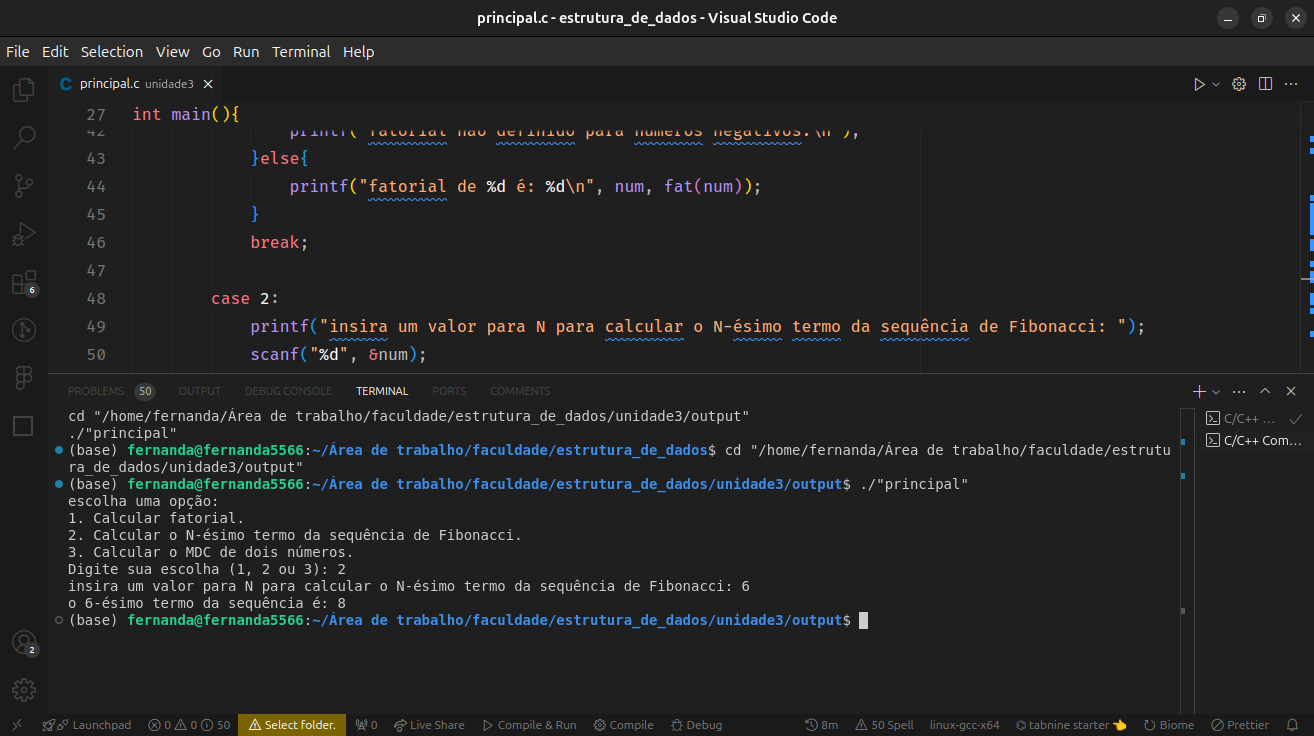 principal.c - estrutura_de_dados - Visual Studio Code
File Edit Selection View Go Run Terminal Help
C principal.c unidade3
27 int main(){
42 printf("fatorial não definido para números negativos.\n");
43 }else{
44 printf("fatorial de %d é: %d\n", num, fat(num));
45 }
46 break;
47
48 case 2:
49 printf("insira um valor para N para calcular o N-ésimo termo da sequência de Fibonacci: ");
50 scanf("%d", &num);
6
PROBLEMS 50 OUTPUT DEBUG CONSOLE TERMINAL PORTS COMMENTS
cd "/home/fernanda/Área de trabalho/faculdade/estrutura_de_dados/unidade3/output"
./"principal"
(base) fernanda@fernanda5566:~/Área de trabalho/faculdade/estrutura_de_dados$ cd "/home/fernanda/Área de trabalho/faculdade/estrutu
ra_de_dados/unidade3/output"
(base) fernanda@fernanda5566:~/Área de trabalho/faculdade/estrutura_de_dados/unidade3/output$ ./"principal"
escolha uma opção:
1. Calcular fatorial.
2. Calcular o N-ésimo termo da sequência de Fibonacci.
3. Calcular o MDC de dois números.
Digite sua escolha (1, 2 ou 3): 2
insira um valor para N para calcular o N-ésimo termo da sequência de Fibonacci: 6
o 6-ésimo termo da sequência é: 8
(base) fernanda@fernanda5566:~/Área de trabalho/faculdade/estrutura_de_dados/unidade3/output$
C/C++ ...
C/C++ Com...
2
Launchpad 0 0 50 Select folder. 0 Live Share Compile & Run Compile Debug 8m 50 Spell linux-gcc-x64 tabnine starter 👈 Biome Prettier